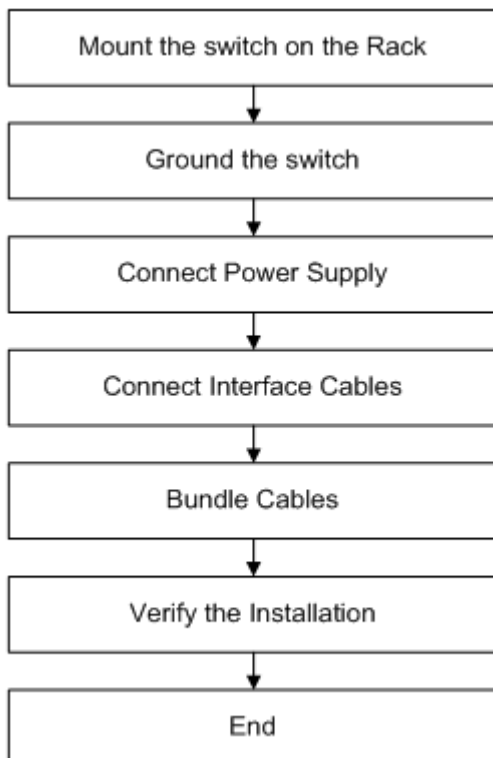 Mount the switch on the Rack
Ground the switch
Connect Power Supply
Connect Interface Cables
Bundle Cables
Verify the Installation
End